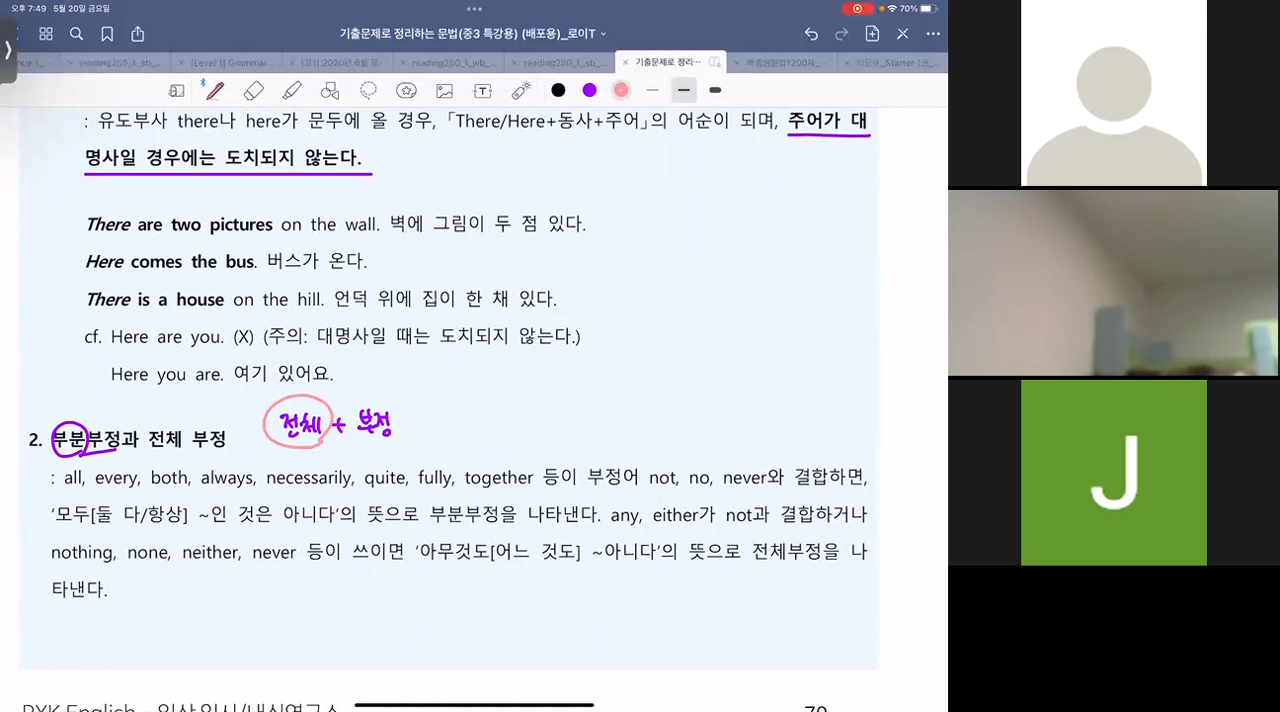 오후 7:49 5월 20일 금요일
70%
기출문제로 정리하는 문법(중3 특강용) (배포용)_로이T
reading250_l_sb_...
(Level I) Grammar...
reading250_l_wb_...
reading250_l_sb_...
기출문제로 정리...
: 유도부사 there나 here가 문두에 올 경우, 「There/Here+동사+주어」의 어순이 되며, 주어가 대
명사일 경우에는 도치되지 않는다.
There are two pictures on the wall. 벽에 그림이 두 점 있다.
Here comes the bus. 버스가 온다.
There is a house on the hill. 언덕 위에 집이 한 채 있다.
cf. Here are you. (X) (주의: 대명사일 때는 도치되지 않는다.)
Here you are. 여기 있어요.
전체 + 부정
2. 부분부정과 전체 부정
: all, every, both, always, necessarily, quite, fully, together 등이 부정어 not, no, never와 결합하면,
'모두[둘 다/항상] ~인 것은 아니다'의 뜻으로 부분부정을 나타낸다. any, either가 not과 결합하거나
nothing, none, neither, never 등이 쓰이면 '아무것도[어느 것도] ~아니다'의 뜻으로 전체부정을 나
타낸다.
70
J